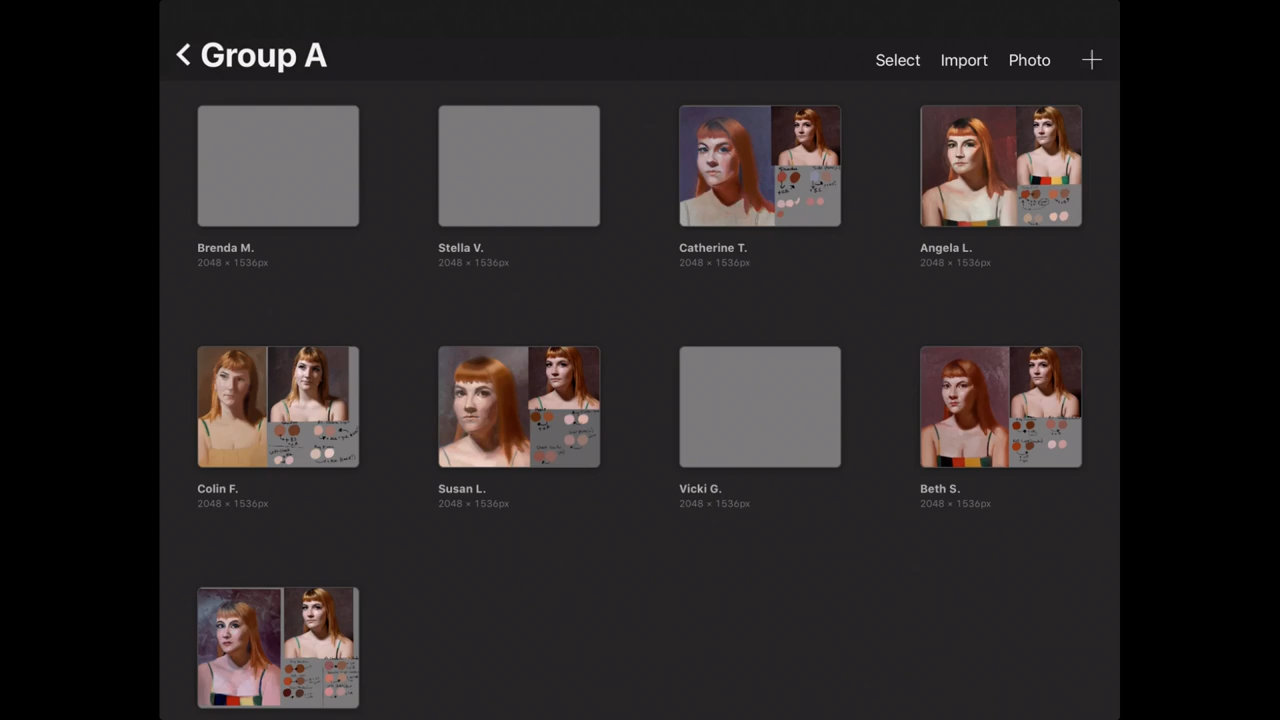 Group A
Select Import Photo
Brenda M.
2048 × 1536px
Stella V.
2048 × 1536px
Catherine T.
2048 × 1536px
Angela L.
2048 × 1536px
Colin F.
2048 × 1536px
Susan L.
2048 × 1536px
Vicki G.
2048 × 1536px
Beth S.
2048 × 1536px